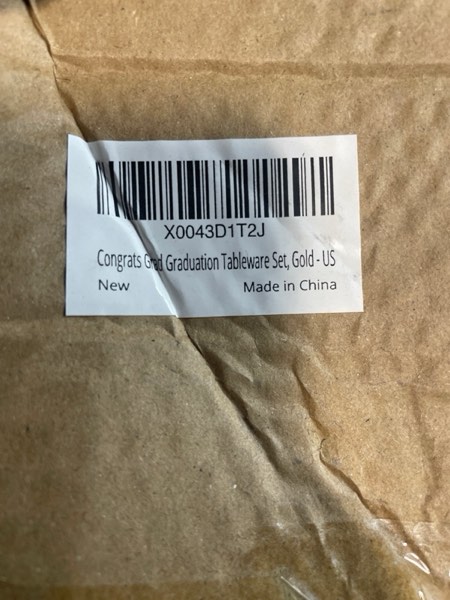 X0043D1T2J
Congrats Grad Graduation Tableware Set, Gold - US
New
Made in China